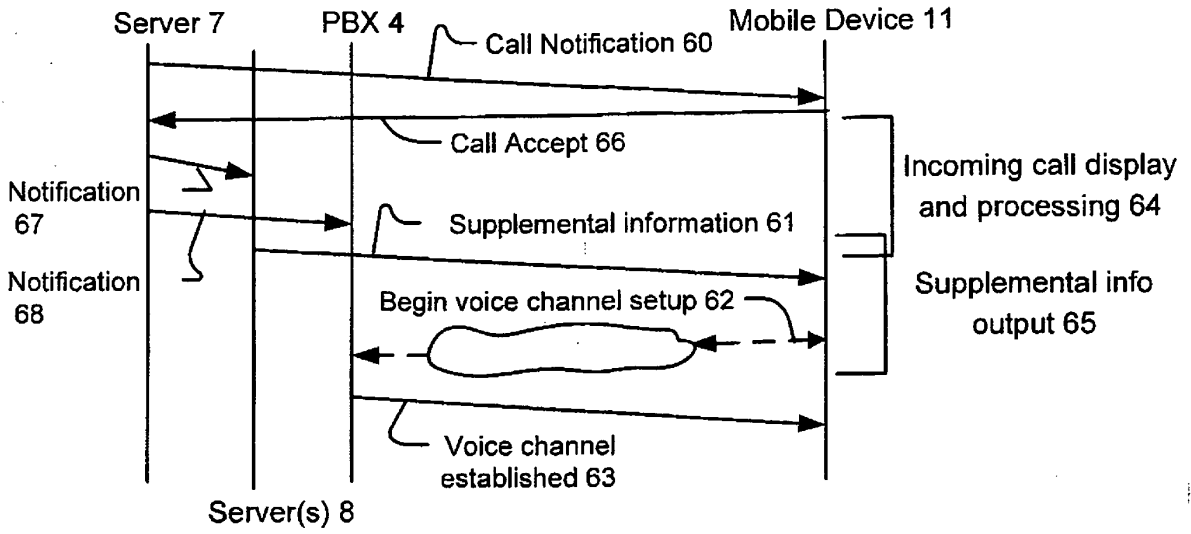 Server 7
PBX 4
Mobile Device 11
Call Notification 60
Call Accept 66
Incoming call display
and processing 64
Notification
67
Supplemental information 61
Notification
68
Supplemental info
output 65
Begin voice channel setup 62
Voice channel
established 63
Server(s) 8